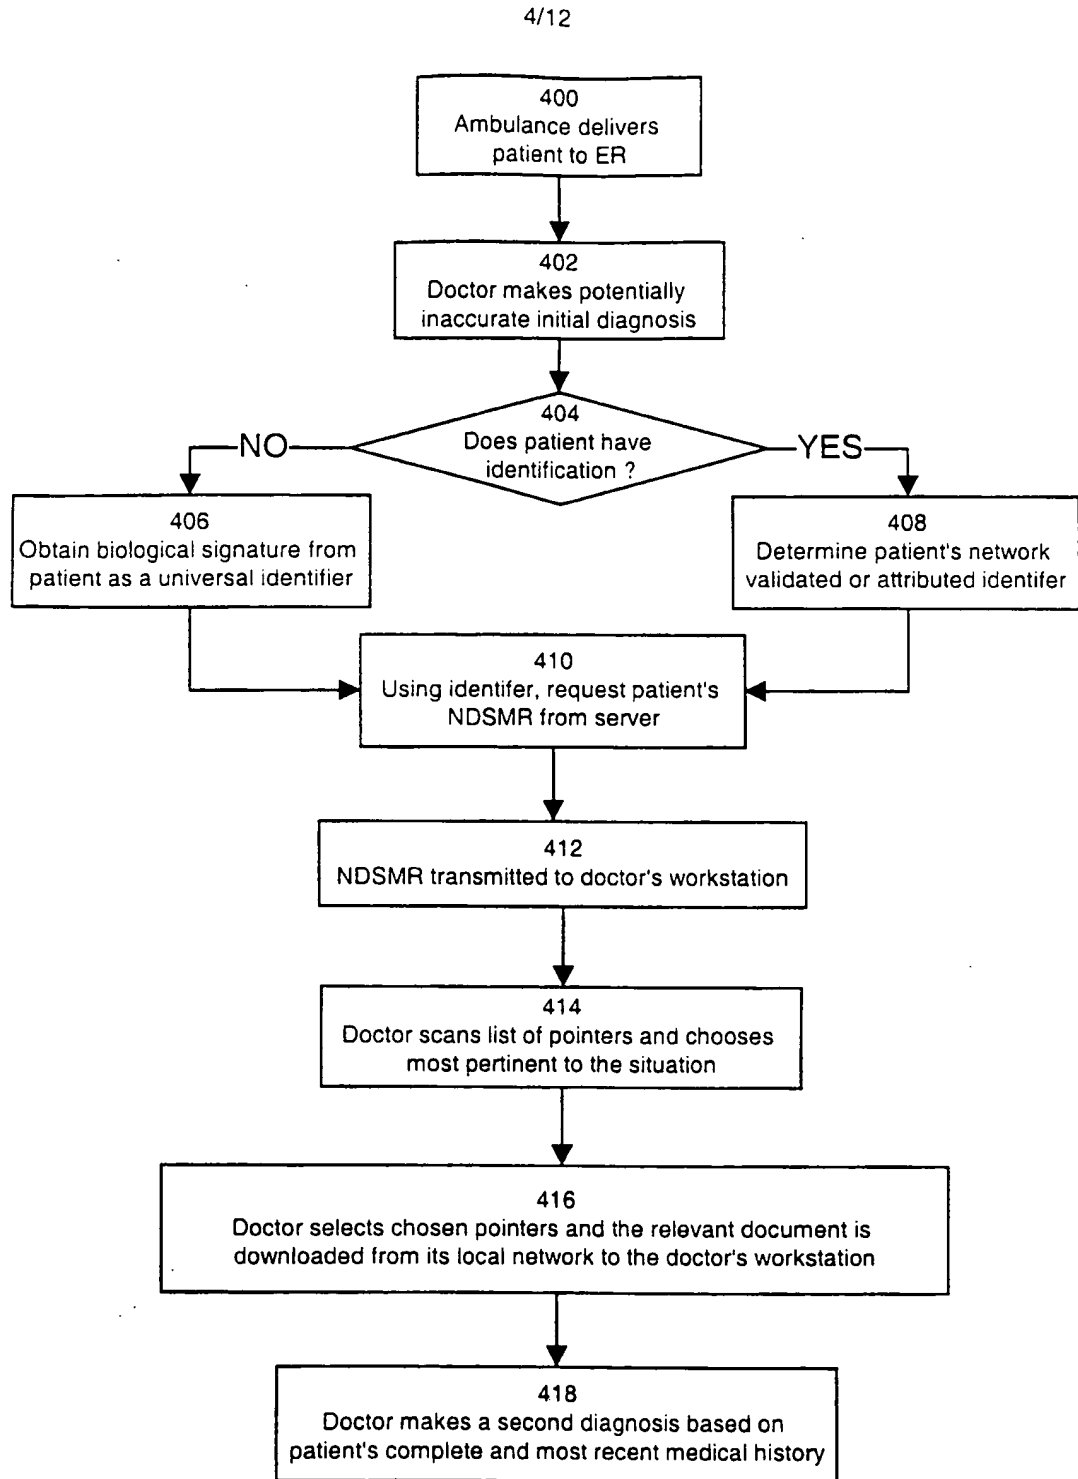 4/12
400
Ambulance delivers
patient to ER
402
Doctor makes potentially
inaccurate initial diagnosis
404
Does patient have
identification ?
NO
YES
406
Obtain biological signature from
patient as a universal identifier
408
Determine patient's network
validated or attributed identifer
410
Using identifer, request patient's
NDSMR from server
412
NDSMR transmitted to doctor's workstation
414
Doctor scans list of pointers and chooses
most pertinent to the situation
416
Doctor selects chosen pointers and the relevant document is
downloaded from its local network to the doctor's workstation
418
Doctor makes a second diagnosis based on
patient's complete and most recent medical history